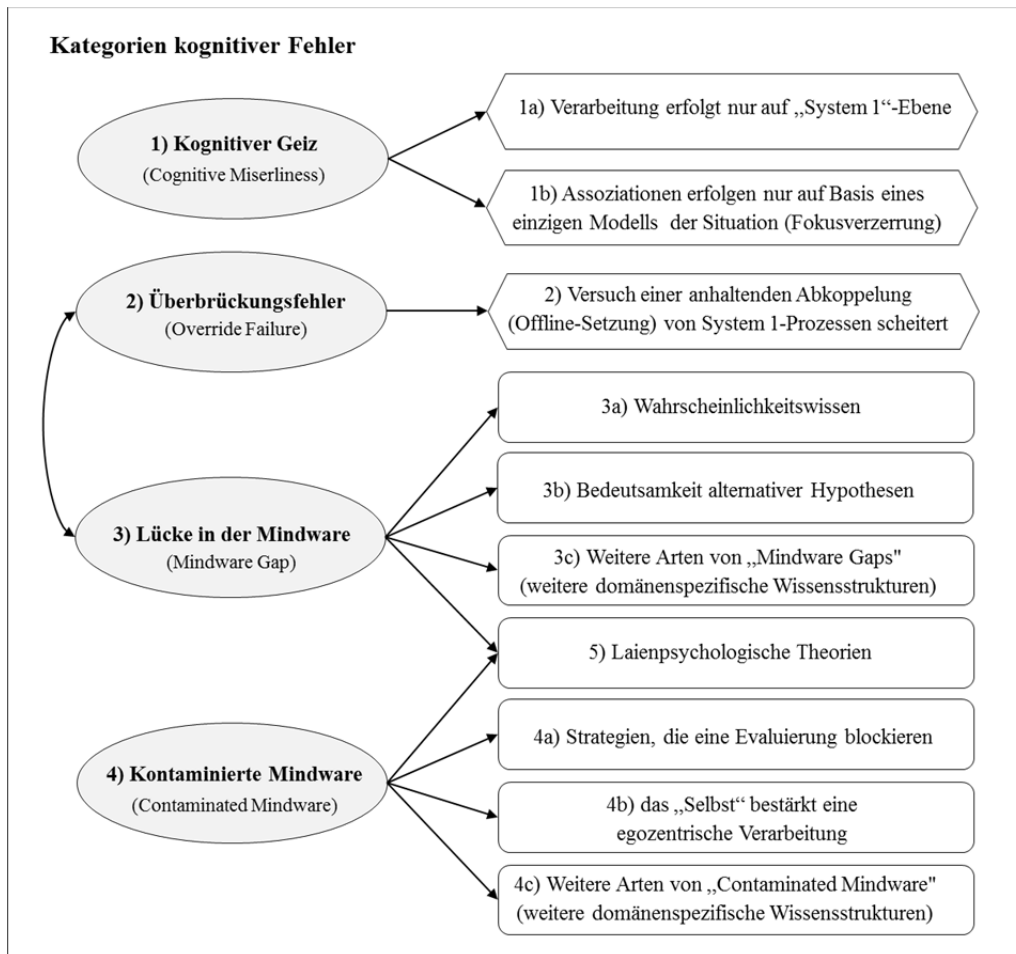 Kategorien kognitiver Fehler
1) Kognitiver Geiz
(Cognitive Miserliness)
1a) Verarbeitung erfolgt nur auf „System 1“-Ebene
1b) Assoziationen erfolgen nur auf Basis eines
einzigen Modells der Situation (Fokusverzerrung)
2) Überbrückungsfehler
(Override Failure)
2) Versuch einer anhaltenden Abkoppelung
(Offline-Setzung) von System 1-Prozessen scheitert
3) Lücke in der Mindware
(Mindware Gap)
3a) Wahrscheinlichkeitswissen
3b) Bedeutsamkeit alternativer Hypothesen
3c) Weitere Arten von „Mindware Gaps"
(weitere domänenspezifische Wissensstrukturen)
5) Laienpsychologische Theorien
4) Kontaminierte Mindware
(Contaminated Mindware)
4a) Strategien, die eine Evaluierung blockieren
4b) das „Selbst“ bestärkt eine
egozentrische Verarbeitung
4c) Weitere Arten von „Contaminated Mindware"
(weitere domänenspezifische Wissensstrukturen)